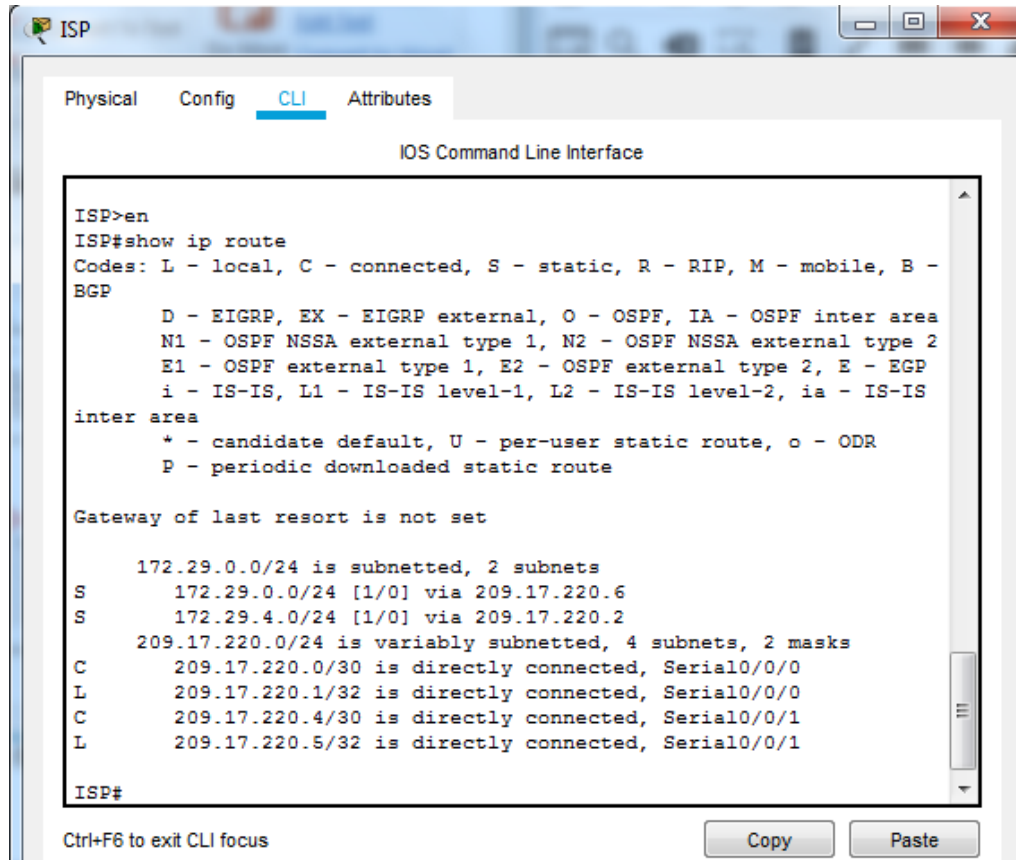 ISP
Physical Config CLI Attributes
IOS Command Line Interface
ISP>en
ISP#show ip route
Codes: L - local, C - connected, S - static, R - RIP, M - mobile, B -
BGP
D - EIGRP, EX - EIGRP external, O - OSPF, IA - OSPF inter area
N1 - OSPF NSSA external type 1, N2 - OSPF NSSA external type 2
E1 - OSPF external type 1, E2 - OSPF external type 2, E - EGP
i - IS-IS, L1 - IS-IS level-1, L2 - IS-IS level-2, ia - IS-IS
inter area
* - candidate default, U - per-user static route, o - ODR
P - periodic downloaded static route
Gateway of last resort is not set
172.29.0.0/24 is subnetted, 2 subnets
S 172.29.0.0/24 [1/0] via 209.17.220.6
S 172.29.4.0/24 [1/0] via 209.17.220.2
209.17.220.0/24 is variably subnetted, 4 subnets, 2 masks
C 209.17.220.0/30 is directly connected, Serial0/0/0
L 209.17.220.1/32 is directly connected, Serial0/0/0
C 209.17.220.4/30 is directly connected, Serial0/0/1
L 209.17.220.5/32 is directly connected, Serial0/0/1
ISP#
Ctrl+F6 to exit CLI focus
Copy Paste